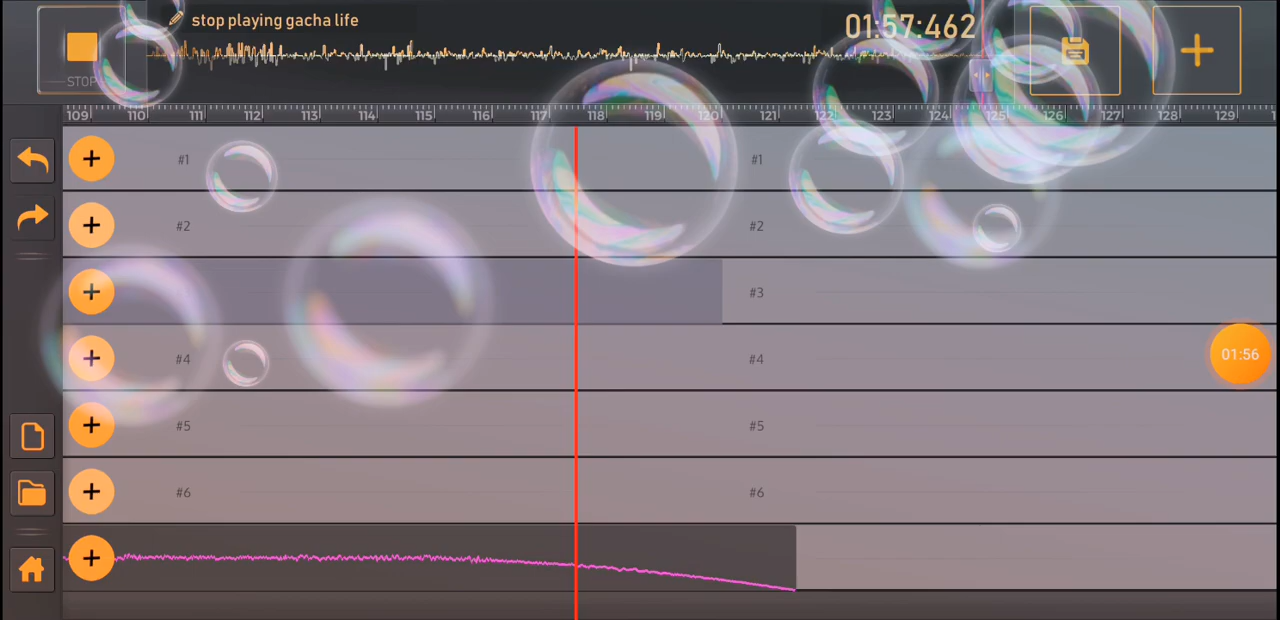 stop playing gacha life
01:57:462
STOP
109 110 111 112 113 114 115 116 117 118 119 120 121 122 123 124 125 126 127 128 129
#1 #1
#2 #2
#3
#4 #4
01:56
#5 #5
#6 #6